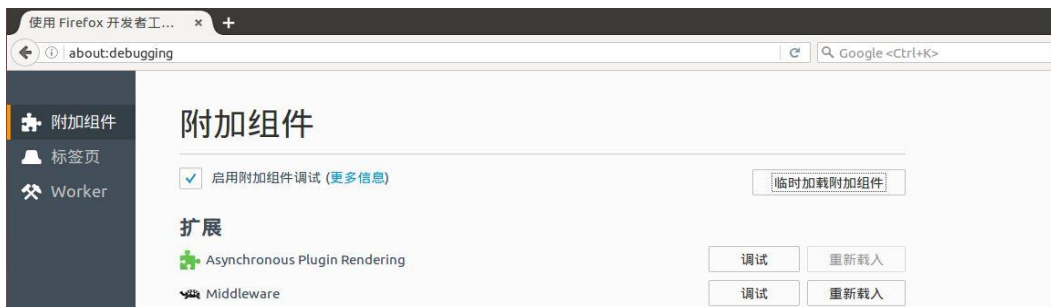 使用 Firefox 开发者工... × +
about:debugging
Google <Ctrl+K>
附加组件
标签页
Worker
附加组件
启用附加组件调试 (更多信息)
临时加载附加组件
扩展
Asynchronous Plugin Rendering 调试 重新载入
Middleware 调试 重新载入